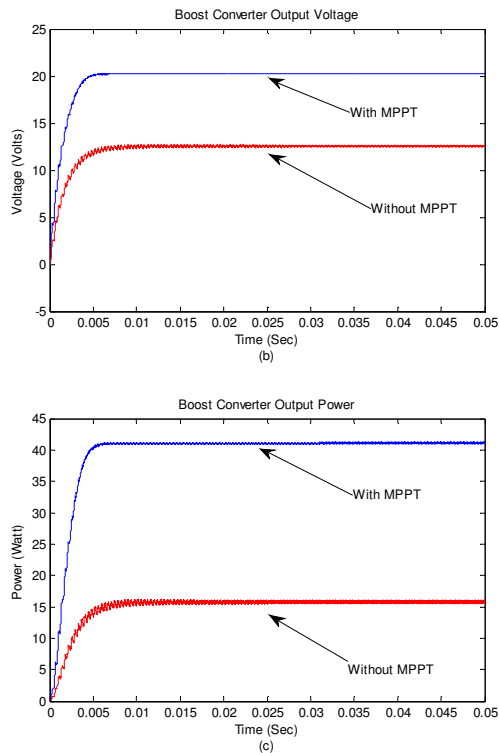 Boost Converter Output Voltage
25
20
15
10
5
0
-5
Voltage (Volts)
With MPPT
Without MPPT
0 0.005 0.01 0.015 0.02 0.025 0.03 0.035 0.04 0.045 0.05
Time (Sec)
(b)
Boost Converter Output Power
45
40
35
30
25
20
15
10
5
0
Power (Watt)
With MPPT
Without MPPT
0 0.005 0.01 0.015 0.02 0.025 0.03 0.035 0.04 0.045 0.05
Time (Sec)
(c)